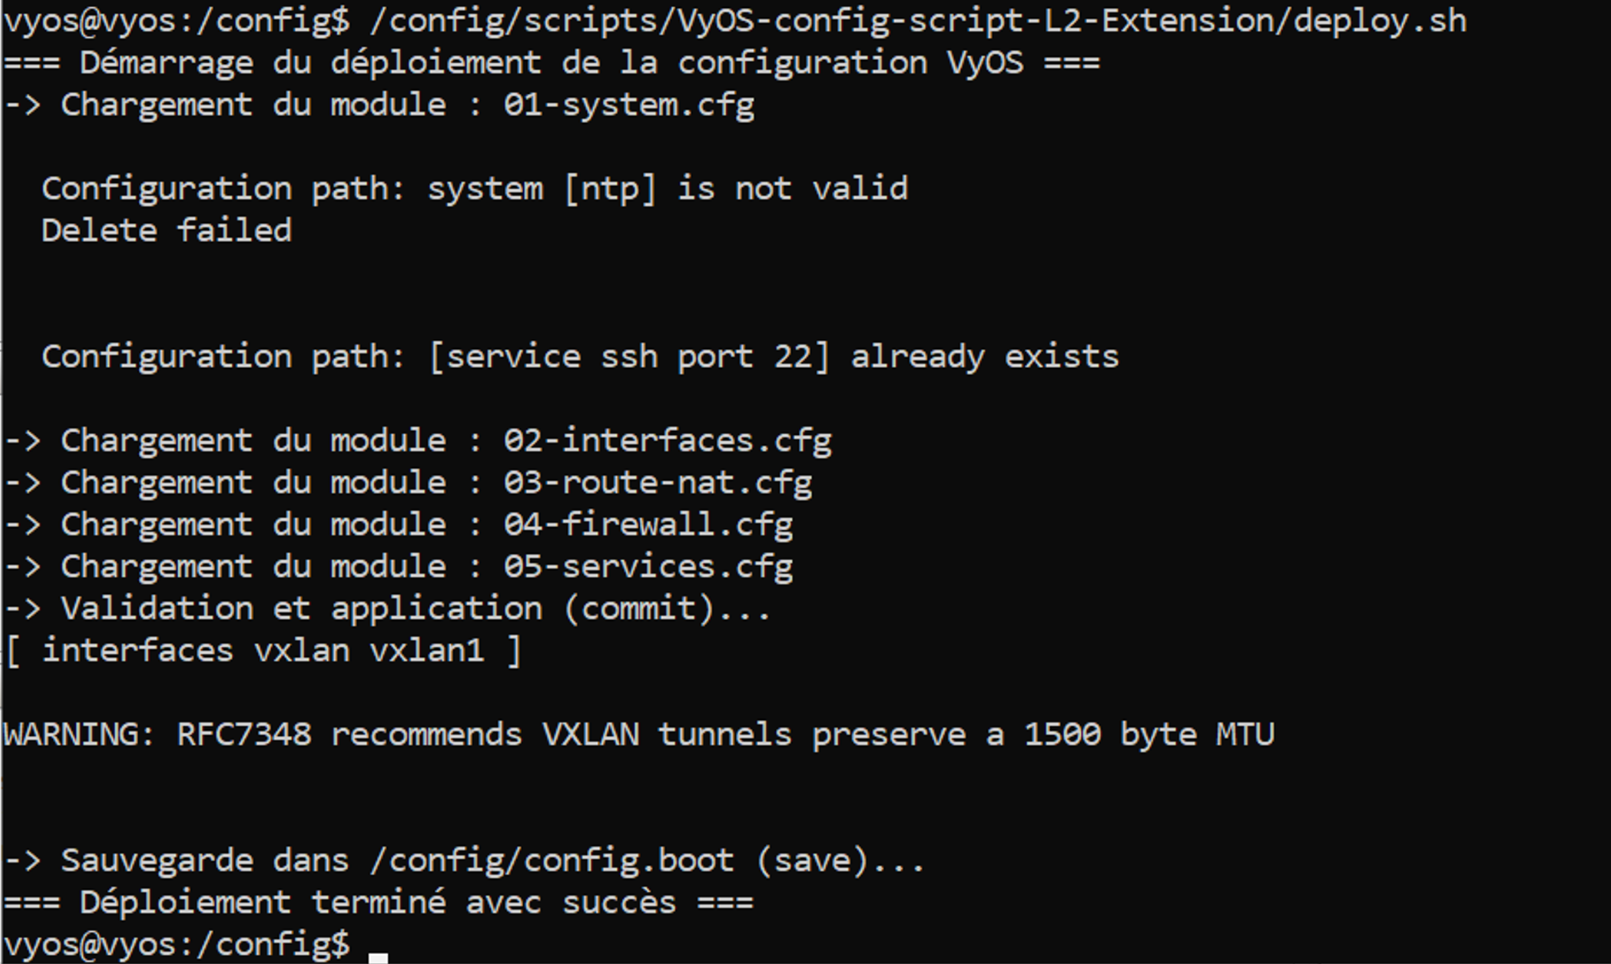 vyos@vyos:/config$ /config/scripts/VyOS-config-script-L2-Extension/deploy.sh
=== Démarrage du déploiement de la configuration VyOS ===
-> Chargement du module : 01-system.cfg
Configuration path: system [ntp] is not valid
Delete failed
Configuration path: [service ssh port 22] already exists
-> Chargement du module : 02-interfaces.cfg
-> Chargement du module : 03-route-nat.cfg
-> Chargement du module : 04-firewall.cfg
-> Chargement du module : 05-services.cfg
-> Validation et application (commit)...
[ interfaces vxlan vxlan1 ]
WARNING: RFC7348 recommends VXLAN tunnels preserve a 1500 byte MTU
-> Sauvegarde dans /config/config.boot (save)...
=== Déploiement terminé avec succès ===
vyos@vyos:/config$